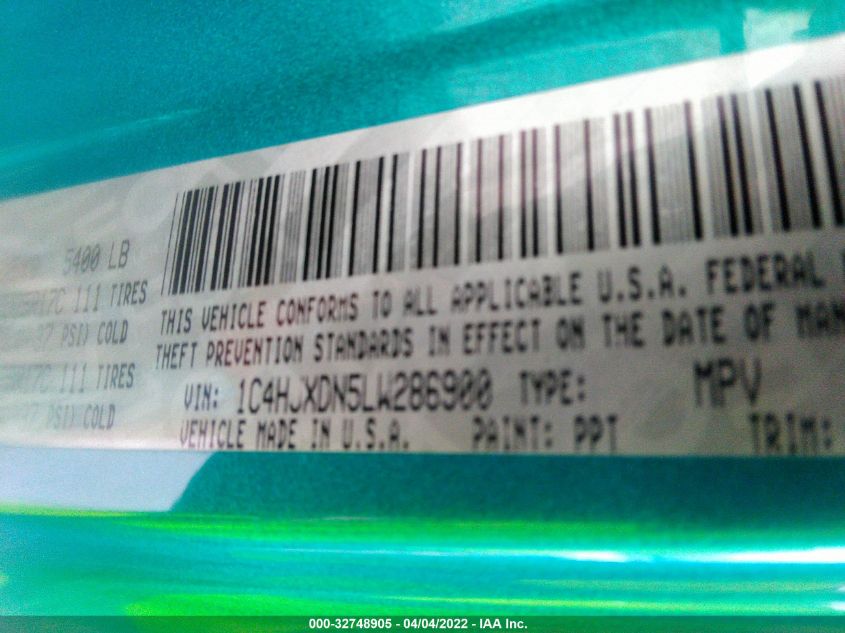 5400 LB
111 TIRES
PSI) COLD
111 TIRES
PSI) COLD
THIS VEHICLE CONFORMS TO ALL APPLICABLE U.S.A. FEDERAL
THEFT PREVENTION STANDARDS IN EFFECT ON THE DATE OF MAN
VIN: 1C4HJXDN5LW286900 TYPE: MPV
VEHICLE MADE IN U.S.A. PAINT: PPT TRIM:
000-32748905 - 04/04/2022 - IAA Inc.